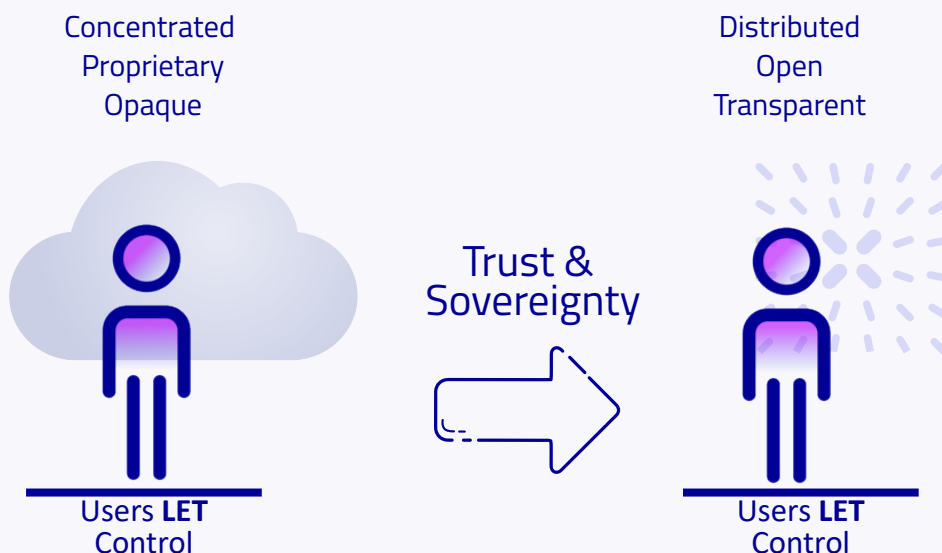 Concentrated
Proprietary
Opaque
Distributed
Open
Transparent
Trust &
Sovereignty
Users LET
Control
Users LET
Control